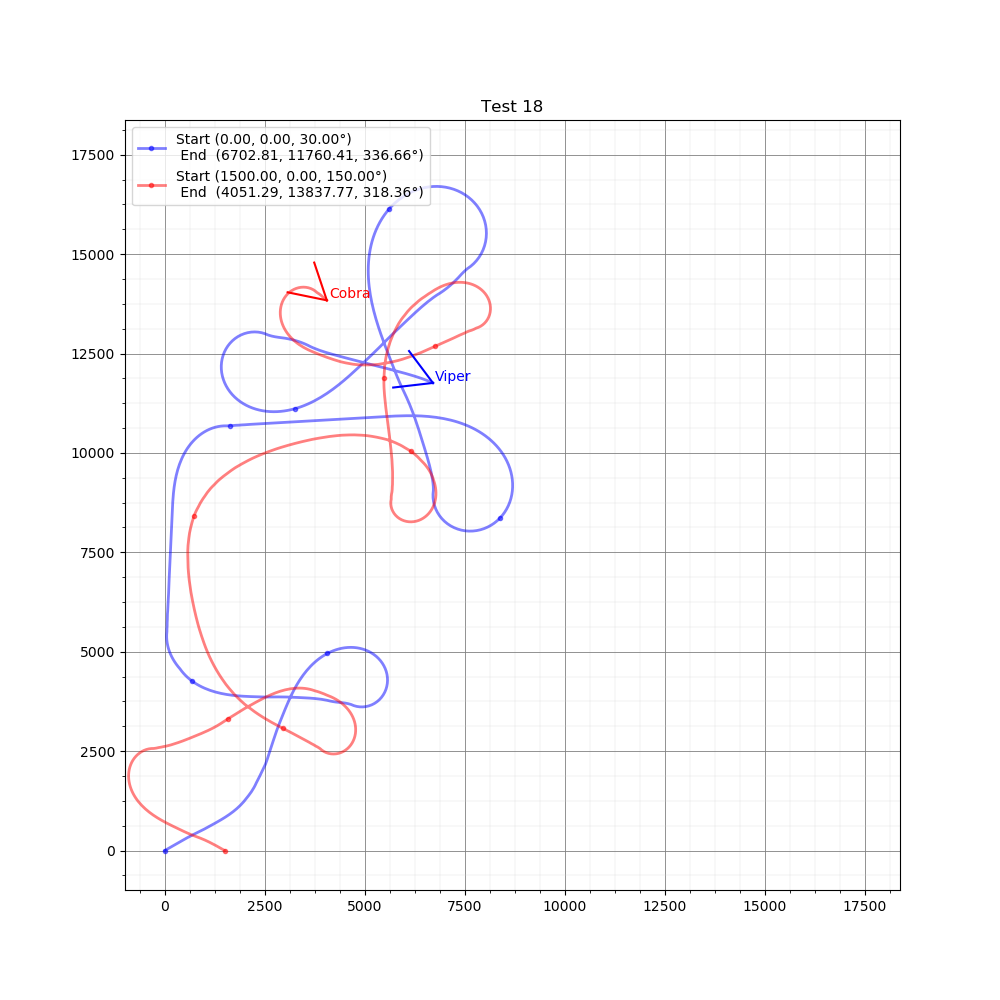 Test 18
Start (0.00, 0.00, 30.00°)
End (6702.81, 11760.41, 336.66°)
Start (1500.00, 0.00, 150.00°)
End (4051.29, 13837.77, 318.36°)
17500
15000
12500
10000
7500
5000
2500
0
Cobra
Viper
0 2500 5000 7500 10000 12500 15000 17500